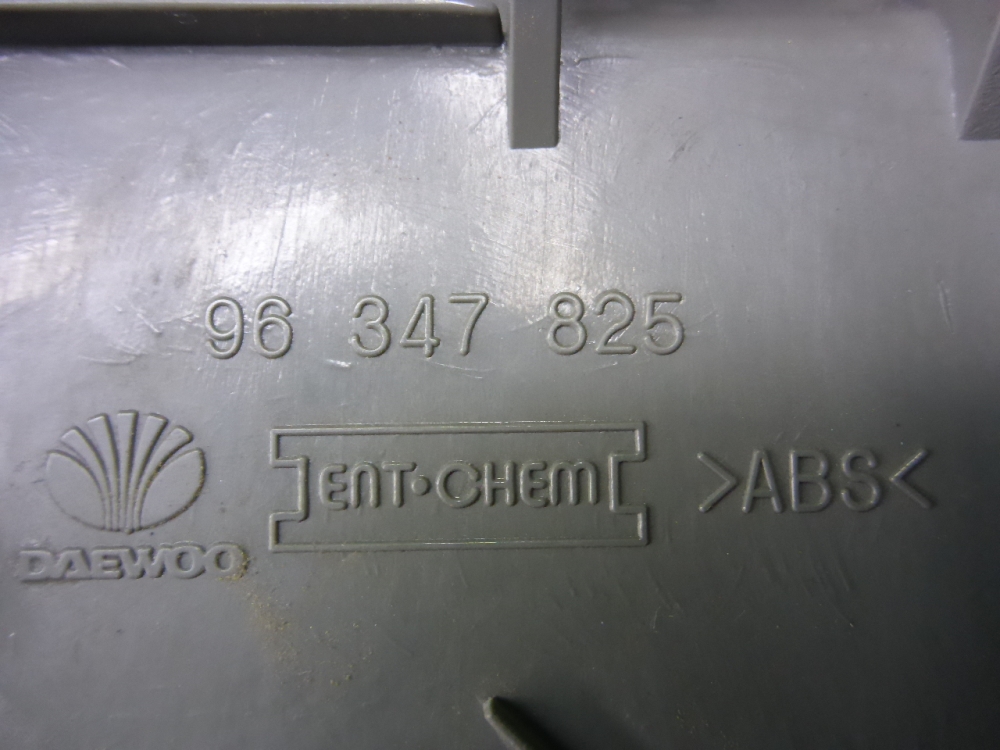 96 347 825
DAEWOO
ENT·CHEM
>ABS<